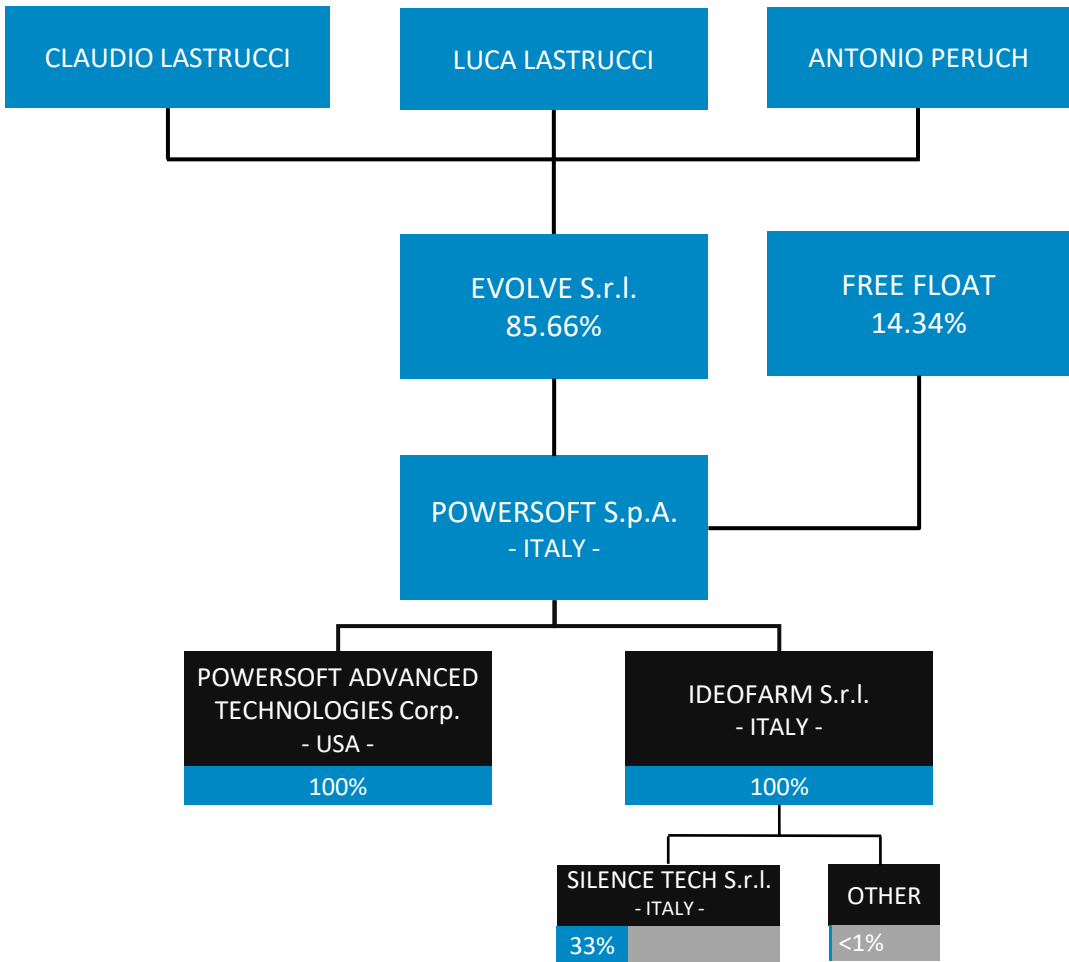 CLAUDIO LASTRUCCI
LUCA LASTRUCCI
ANTONIO PERUCH
EVOLVE S.r.l.
85.66%
FREE FLOAT
14.34%
POWERSOFT S.p.A.
- ITALY -
POWERSOFT ADVANCED
TECHNOLOGIES Corp.
- USA -
100%
IDEOFARM S.r.l.
- ITALY -
100%
SILENCE TECH S.r.l.
- ITALY -
33%
OTHER
<1%